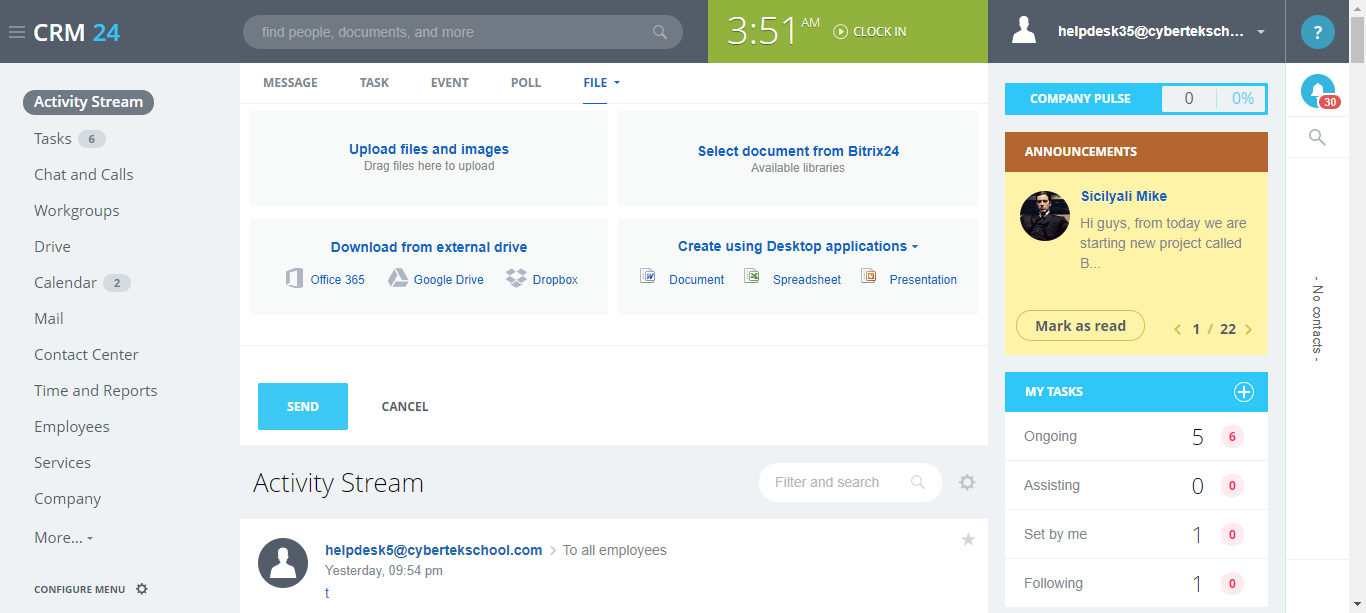 CRM 24
find people, documents, and more
3:51 AM
CLOCK IN
helpdesk35@cyberteksch...
?
30
Activity Stream
Tasks 6
Chat and Calls
Workgroups
Drive
Calendar 2
Mail
Contact Center
Time and Reports
Employees
Services
Company
More...
CONFIGURE MENU
MESSAGE TASK EVENT POLL FILE
Upload files and images
Drag files here to upload
Select document from Bitrix24
Available libraries
Download from external drive
Office 365 Google Drive Dropbox
Create using Desktop applications
Document Spreadsheet Presentation
SEND CANCEL
Activity Stream
Filter and search
helpdesk5@cybertekschool.com > To all employees
Yesterday, 09:54 pm
t
COMPANY PULSE 0 0%
ANNOUNCEMENTS
Sicilyali Mike
Hi guys, from today we are
starting new project called
B...
Mark as read
1 / 22
MY TASKS
Ongoing 5 6
Assisting 0 0
Set by me 1 0
Following 1 0
- No contacts -